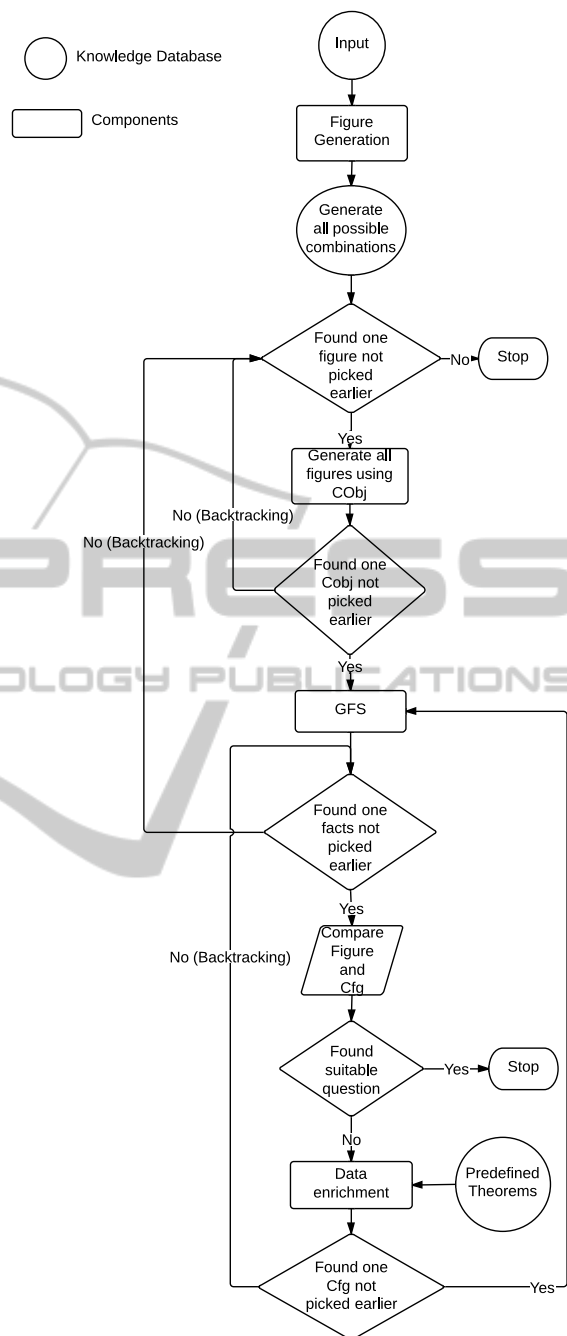 Input
Knowledge Database
Components
Figure
Generation
Generate
all possible
combinations
Found one
figure not
picked
earlier
No
Stop
Yes
Generate all
figures using
CObj
No (Backtracking)
No (Backtracking)
Found one
Cobj not
picked
earlier
PRESS
Yes
OLOGY PUBLICATIONS
GFS
Found one
facts not
picked
earlier
Yes
Compare
Figure
and
Cfg
No (Backtracking)
Found
suitable
question
Yes
Stop
No
Data
enrichment
Predefined
Theorems
Found one
Cfg not
picked earlier
Yes